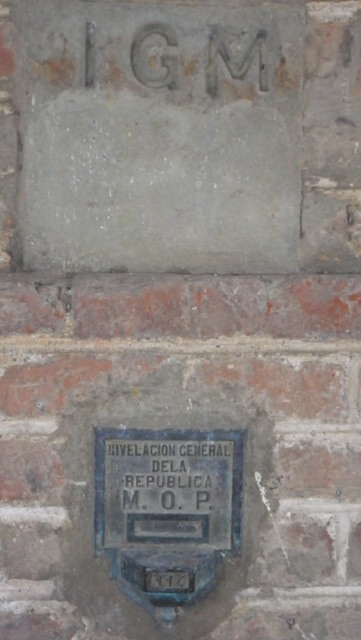 IGM
NIVELACION GENERAL
DELA
REPUBLICA
M. O. P.